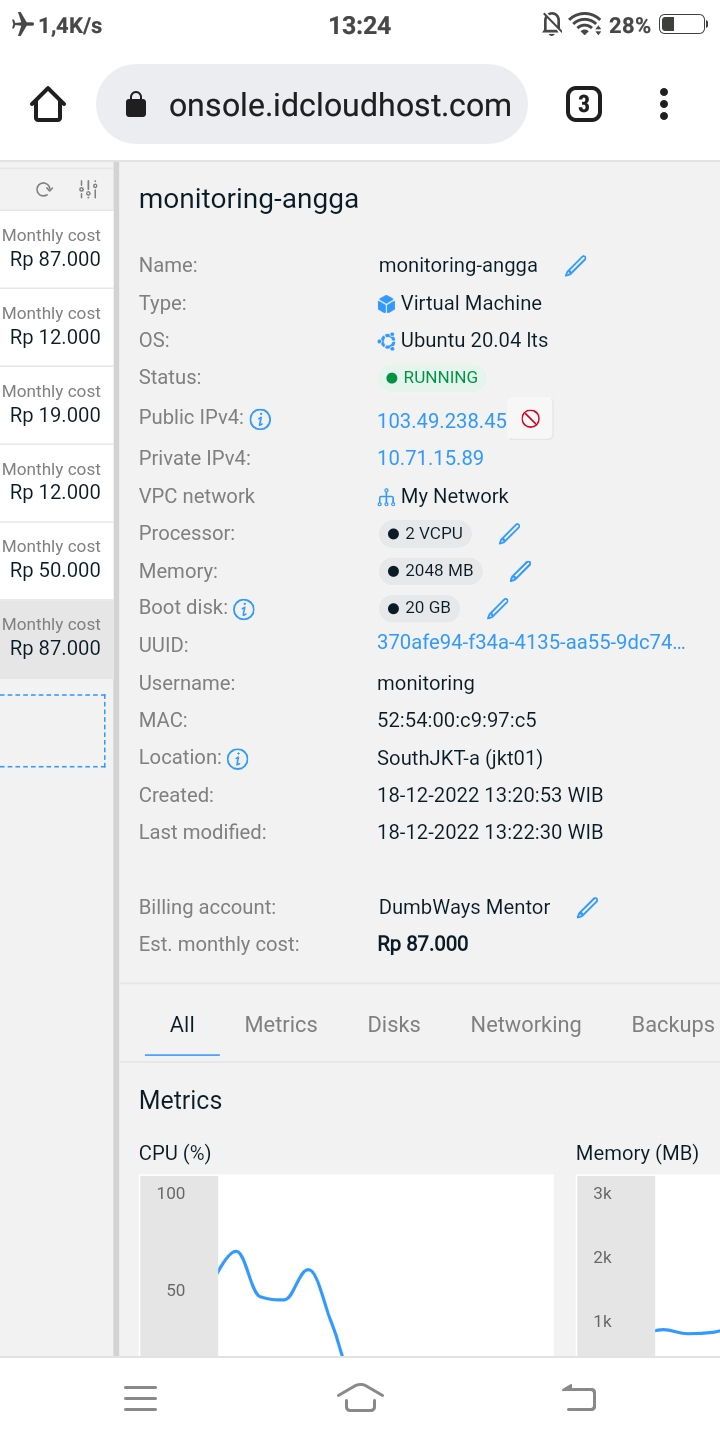 1,4K/s 13:24 28%
onsole.idcloudhost.com 3
Monthly cost
Rp 87.000
Monthly cost
Rp 12.000
Monthly cost
Rp 19.000
Monthly cost
Rp 12.000
Monthly cost
Rp 50.000
Monthly cost
Rp 87.000
monitoring-angga
Name: monitoring-angga
Type: Virtual Machine
OS: Ubuntu 20.04 lts
Status: RUNNING
Public IPv4: 103.49.238.45
Private IPv4: 10.71.15.89
VPC network My Network
Processor: 2 VCPU
Memory: 2048 MB
Boot disk: 20 GB
UUID: 370afe94-f34a-4135-aa55-9dc74...
Username: monitoring
MAC: 52:54:00:c9:97:c5
Location: SouthJKT-a (jkt01)
Created: 18-12-2022 13:20:53 WIB
Last modified: 18-12-2022 13:22:30 WIB
Billing account: DumbWays Mentor
Est. monthly cost: Rp 87.000
All Metrics Disks Networking Backups
Metrics
CPU (%) Memory (MB)
100 3k
2k
50
1k